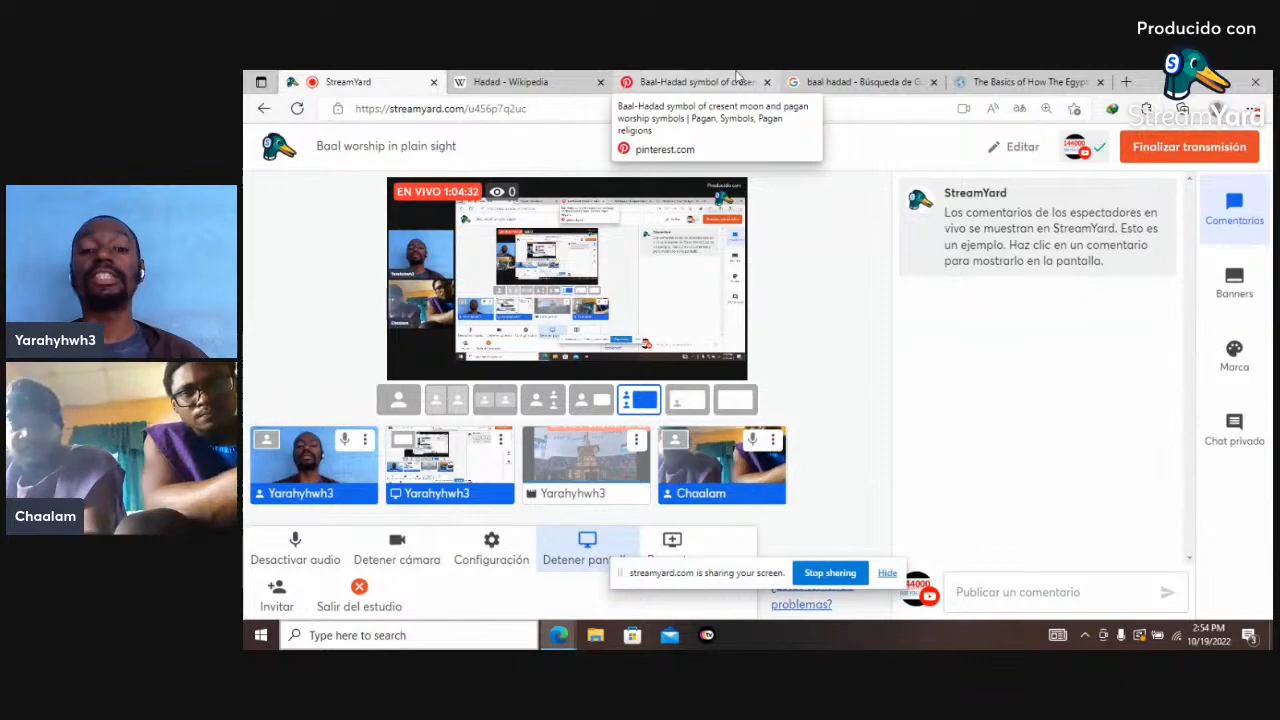 Producido con
StreamYard
StreamYard
Hadad - Wikipedia
Baal-Hadad symbol of cresen
baal hadad - Búsqueda de G
The Basics of How The Egyp
https://streamyard.com/u456p7q2uc
Baal-Hadad symbol of cresent moon and pagan
worship symbols | Pagan, Symbols, Pagan
religions
pinterest.com
Baal worship in plain sight
Editar
144000
Finalizar transmisión
EN VIVO 1:04:32
0
Producido con
StreamYard
Los comentarios de los espectadores en
vivo se muestran en StreamYard. Esto es
un ejemplo. Haz clic en un comentario
para mostrarlo en la pantalla.
Comentarios
Banners
Marca
Chat privado
Yarahyhwh3
Chaalam
Yarahyhwh3
Yarahyhwh3
Yarahyhwh3
Chaalam
Desactivar audio
Detener cámara
Configuración
Detener pant
streamyard.com is sharing your screen.
Stop sharing
Hide
Invitar
Salir del estudio
problemas?
Publicar un comentario
Type here to search
2:54 PM
10/19/2022